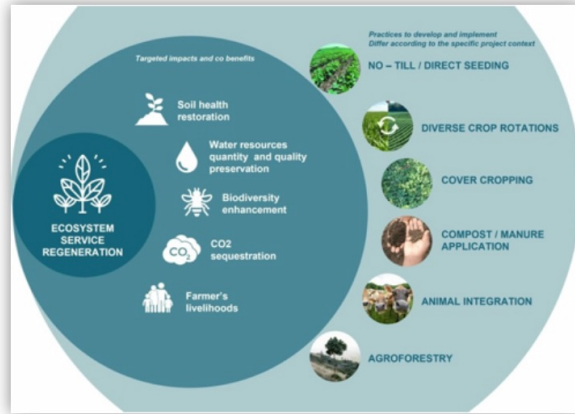 Practices to develop and implement
Differ according to the specific project context
NO – TILL / DIRECT SEEDING
Targeted impacts and co benefits
Soil health
restoration
DIVERSE CROP ROTATIONS
Water resources
quantity and quality
preservation
COVER CROPPING
Biodiversity
enhancement
ECOSYSTEM
SERVICE
REGENERATION
COMPOST / MANURE
APPLICATION
CO2
CO2
sequestration
Farmer's
livelihoods
ANIMAL INTEGRATION
AGROFORESTRY